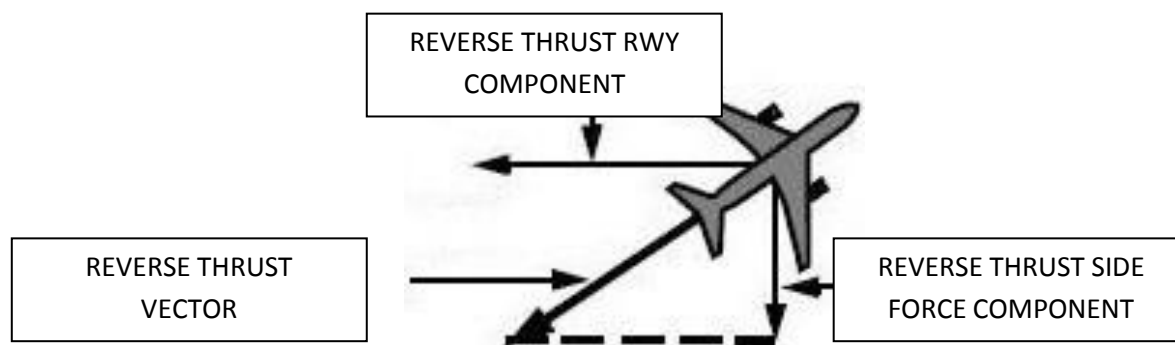 REVERSE THRUST RWY
COMPONENT
REVERSE THRUST
VECTOR
REVERSE THRUST SIDE
FORCE COMPONENT